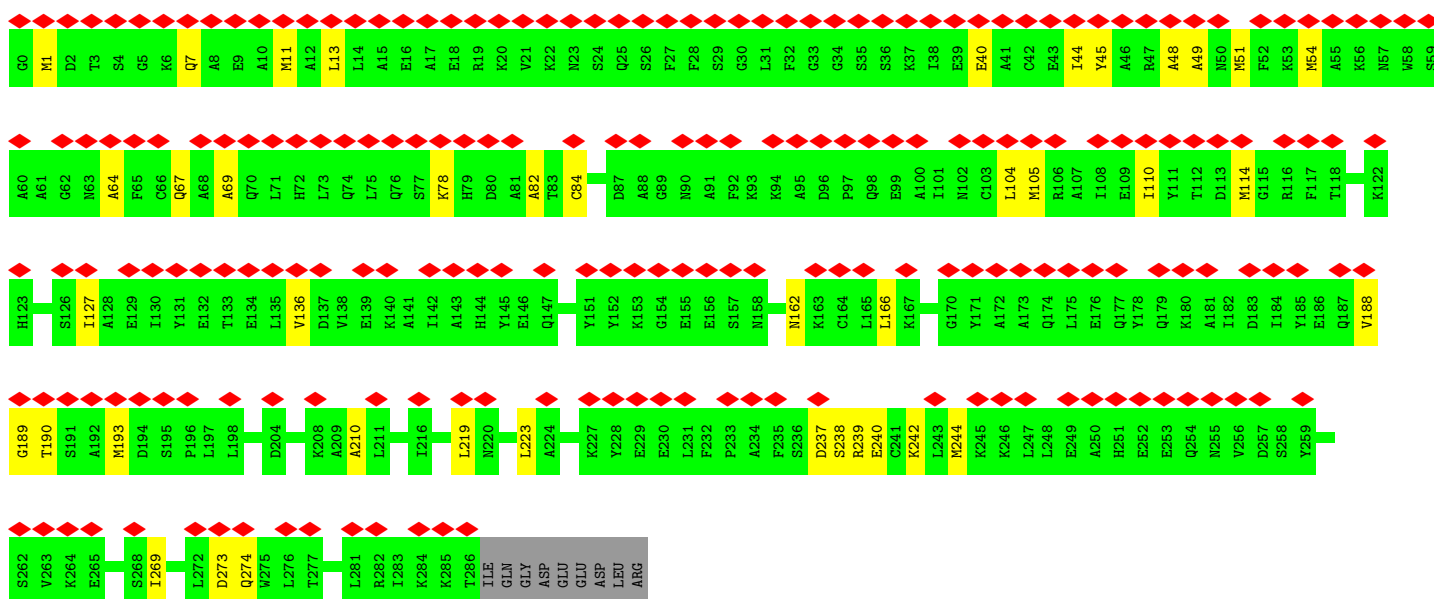 G0 M1 D2 T3 S4 G5 K6 Q7 A8 E9 A10 M11 A12 L13 L14 A15 E16 A17 E18 R19 K20 V21 K22 N23 S24 Q25 S26 F27 F28 S29 G30 L31 F32 G33 G34 S35 S36 K37 I38 E39 E40 A41 C42 E43 I44 Y45 A46 R47 A48 A49 N50 M51 F52 K53 M54 A55 K56 N57 W58 S59
A60 A61 G62 N63 A64 F65 C66 Q67 A68 A69 Q70 L71 H72 L73 Q74 L75 Q76 S77 K78 H79 D80 A81 A82 T83 C84 D87 A88 G89 N90 A91 F92 K93 K94 A95 D96 P97 Q98 E99 A100 I101 N102 C103 L104 M105 R106 A107 I108 E109 I110 Y111 T112 D113 M114 G115 R116 F117 T118 K122
H123 S126 I127 A128 E129 I130 Y131 E132 T133 E134 L135 V136 D137 V138 E139 K140 A141 I142 A143 H144 Y145 E146 Q147 Y151 Y152 K153 G154 E155 E156 S157 N158 N162 K163 C164 L165 L166 K167 G170 Y171 A172 A173 Q174 L175 E176 Q177 Y178 Q179 K180 A181 I182 D183 I184 Y185 E186 Q187 V188
G189 T190 S191 A192 M193 D194 S195 P196 L197 L198 D204 K208 A209 A210 L211 I216 L219 N220 L223 A224 K227 Y228 E229 E230 L231 F232 P233 A234 F235 S236 D237 S238 R239 E240 C241 K242 L243 M244 K245 K246 L247 L248 E249 A250 H251 E252 E253 Q254 N255 V256 D257 S258 Y259
S262 V263 K264 E265 S268 I269 L272 D273 Q274 W275 L276 T277 L281 R282 I283 K284 K285 T286 ILE GLN GLY ASP GLU GLU ASP LEU ARG